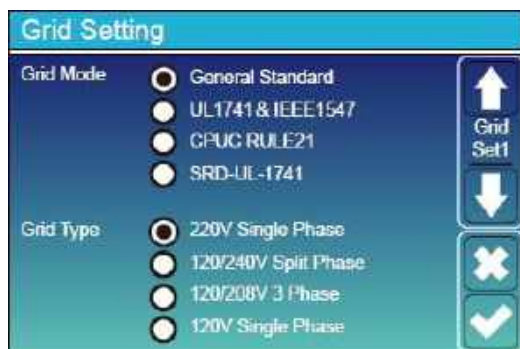 Grid Setting
Grid Mode
General Standard
UL1741 & IEEE1547
CPUC RULE21
SRD-UL-1741
Grid Type
220V Single Phase
120/240V Split Phase
120/208V 3 Phase
120V Single Phase
Grid
Set1